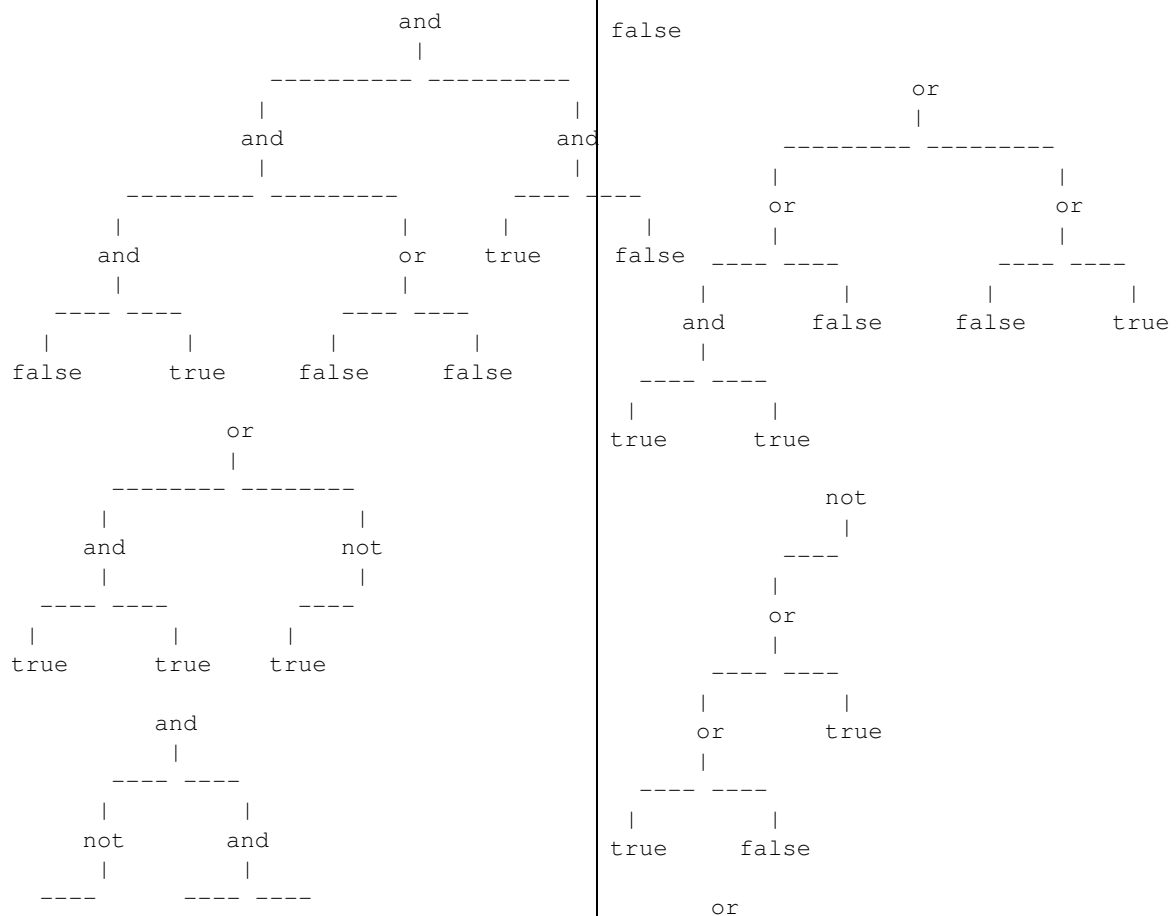 and
|
---------- ----------
| |
and and
| |
--------- --------- ---- ----
| | | |
and or true false
| |
---- ---- ---- ----
| | | |
false true false false
or
|
-------- --------
| |
and not
| |
---- ---- ----
| | |
true true true
and
|
---- ----
| |
not and
| |
---- ---- ----
false
or
|
--------- ---------
| |
or or
| |
---- ---- ---- ----
| | | |
and false false true
|
---- ----
| |
true true
not
|
----
|
or
|
---- ----
| |
or true
|
---- ----
| |
true false
or